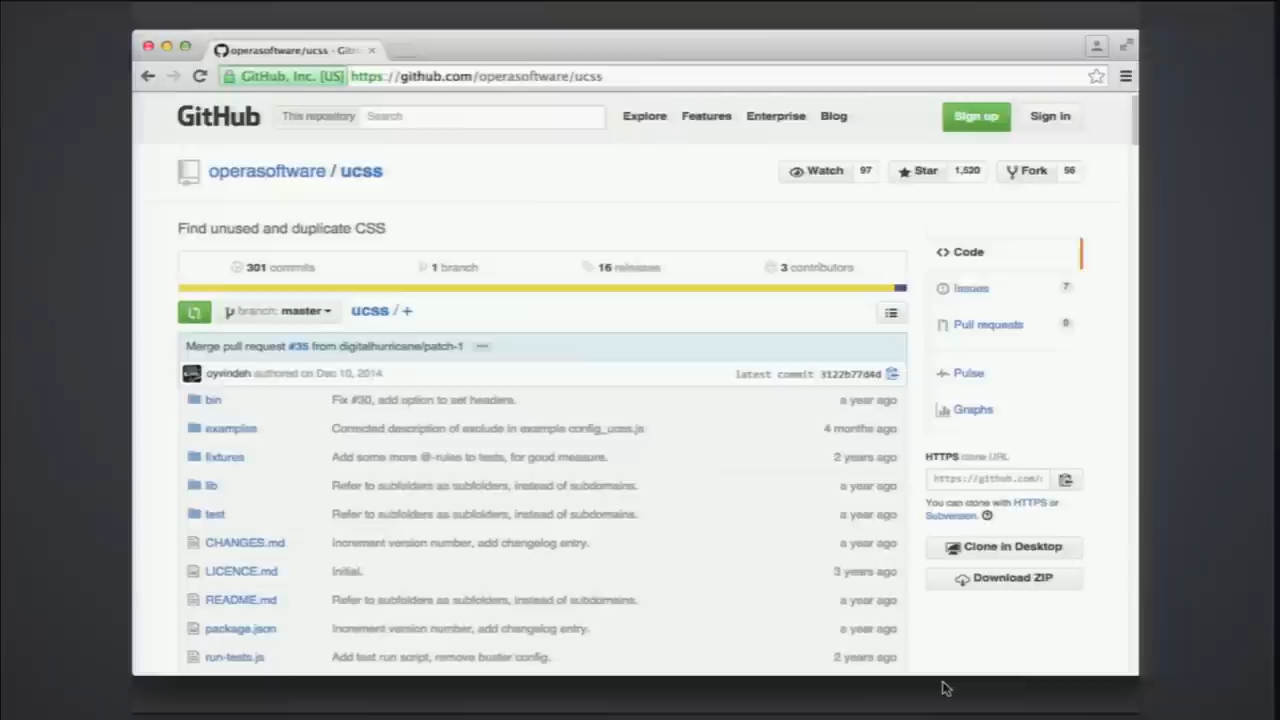 operasoftware/ucss - GitH
GitHub, Inc. [US] https://github.com/operasoftware/ucss
GitHub This repository Search Explore Features Enterprise Blog Sign up Sign in
operasoftware / ucss Watch 97 Star 1,520 Fork 56
Find unused and duplicate CSS
301 commits 1 branch 16 releases 3 contributors
branch: master ucss / +
Merge pull request #35 from digitalhurricane/patch-1
oyvindeh authored on Dec 10, 2014 latest commit 3122b77d4d
bin Fix #30, add option to set headers. a year ago
examples Corrected description of exclude in example config_ucss.js 4 months ago
fixtures Add some more @-rules to tests, for good measure. 2 years ago
lib Refer to subfolders as subfolders, instead of subdomains. a year ago
test Refer to subfolders as subfolders, instead of subdomains. a year ago
CHANGES.md Increment version number, add changelog entry. a year ago
LICENCE.md Initial. 3 years ago
README.md Refer to subfolders as subfolders, instead of subdomains. a year ago
package.json Increment version number, add changelog entry. a year ago
run-tests.js Add test run script, remove buster config. 2 years ago
Code
Issues 7
Pull requests 0
Pulse
Graphs
HTTPS clone URL
https://github.com/
You can clone with HTTPS or
Subversion.
Clone in Desktop
Download ZIP